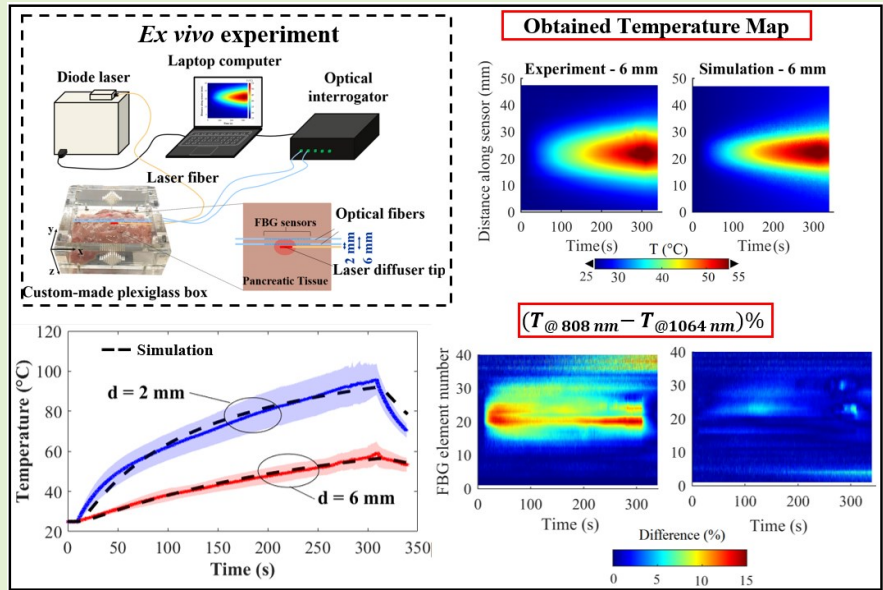 Ex vivo experiment
Laptop computer
Diode laser
Optical
interrogator
Laser fiber
FBG sensors
Optical fibers
2 mm
6 mm
Laser diffuser tip
Pancreatic Tissue
y
x
z
Custom-made plexiglass box
Obtained Temperature Map
Experiment - 6 mm
Simulation - 6 mm
Distance along sensor (mm)
50
40
30
20
10
0
0 100 200 300
Time(s)
50
40
30
20
10
0
0 100 200 300
Time(s)
T (°C)
25 30 40 50 55
Simulation
d = 2 mm
d = 6 mm
Temperature (°C)
100
80
60
40
20
0 50 100 150 200 250 300 350
Time (s)
(T@ 808 nm− T@1064 nm)%
FBG element number
40
30
20
10
0
0 100 200 300
Time (s)
40
30
20
10
0
0 100 200 300
Time (s)
Difference (%)
0 5 10 15